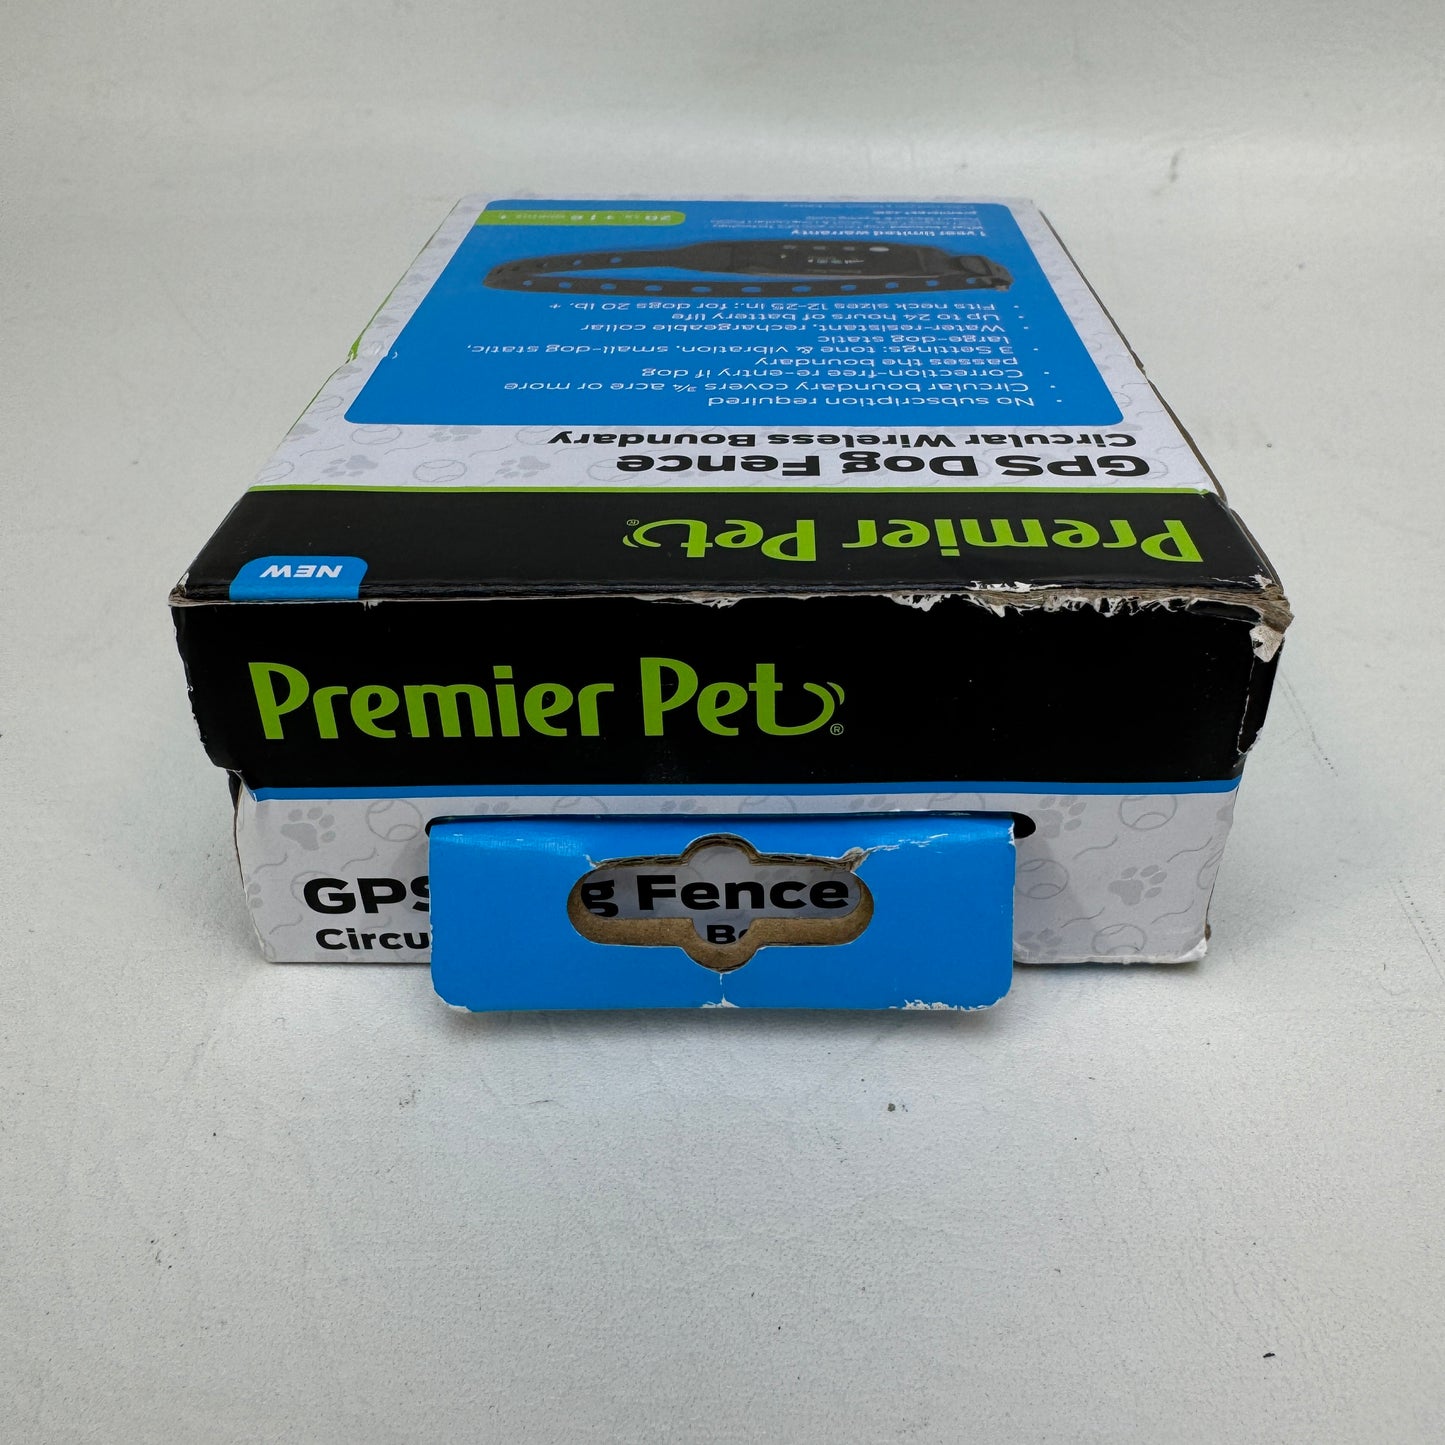 Premier Pet®
GPS g Fence
Circu B
NEW
Premier Pet®
GPS Dog Fence
Circular Wireless Boundary
· No subscription required
· Circular boundary covers ¾ acre or more
· Correction-free re-entry if dog
passes the boundary
· 3 Settings: tone & vibration, small-dog static,
large-dog static
· Water-resistant, rechargeable collar
· Up to 24 hours of battery life
· Fits neck sizes 12-25 in.; for dogs 20 lb. +
1 year limited warranty